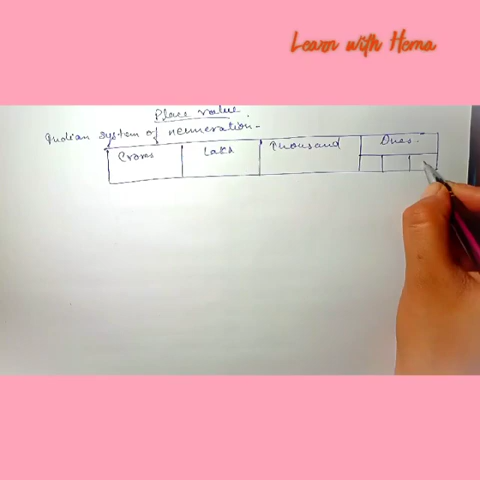 Learn with Hema
Place value.
Indian system of numeration-
Crores Lakh Thousand Ones.